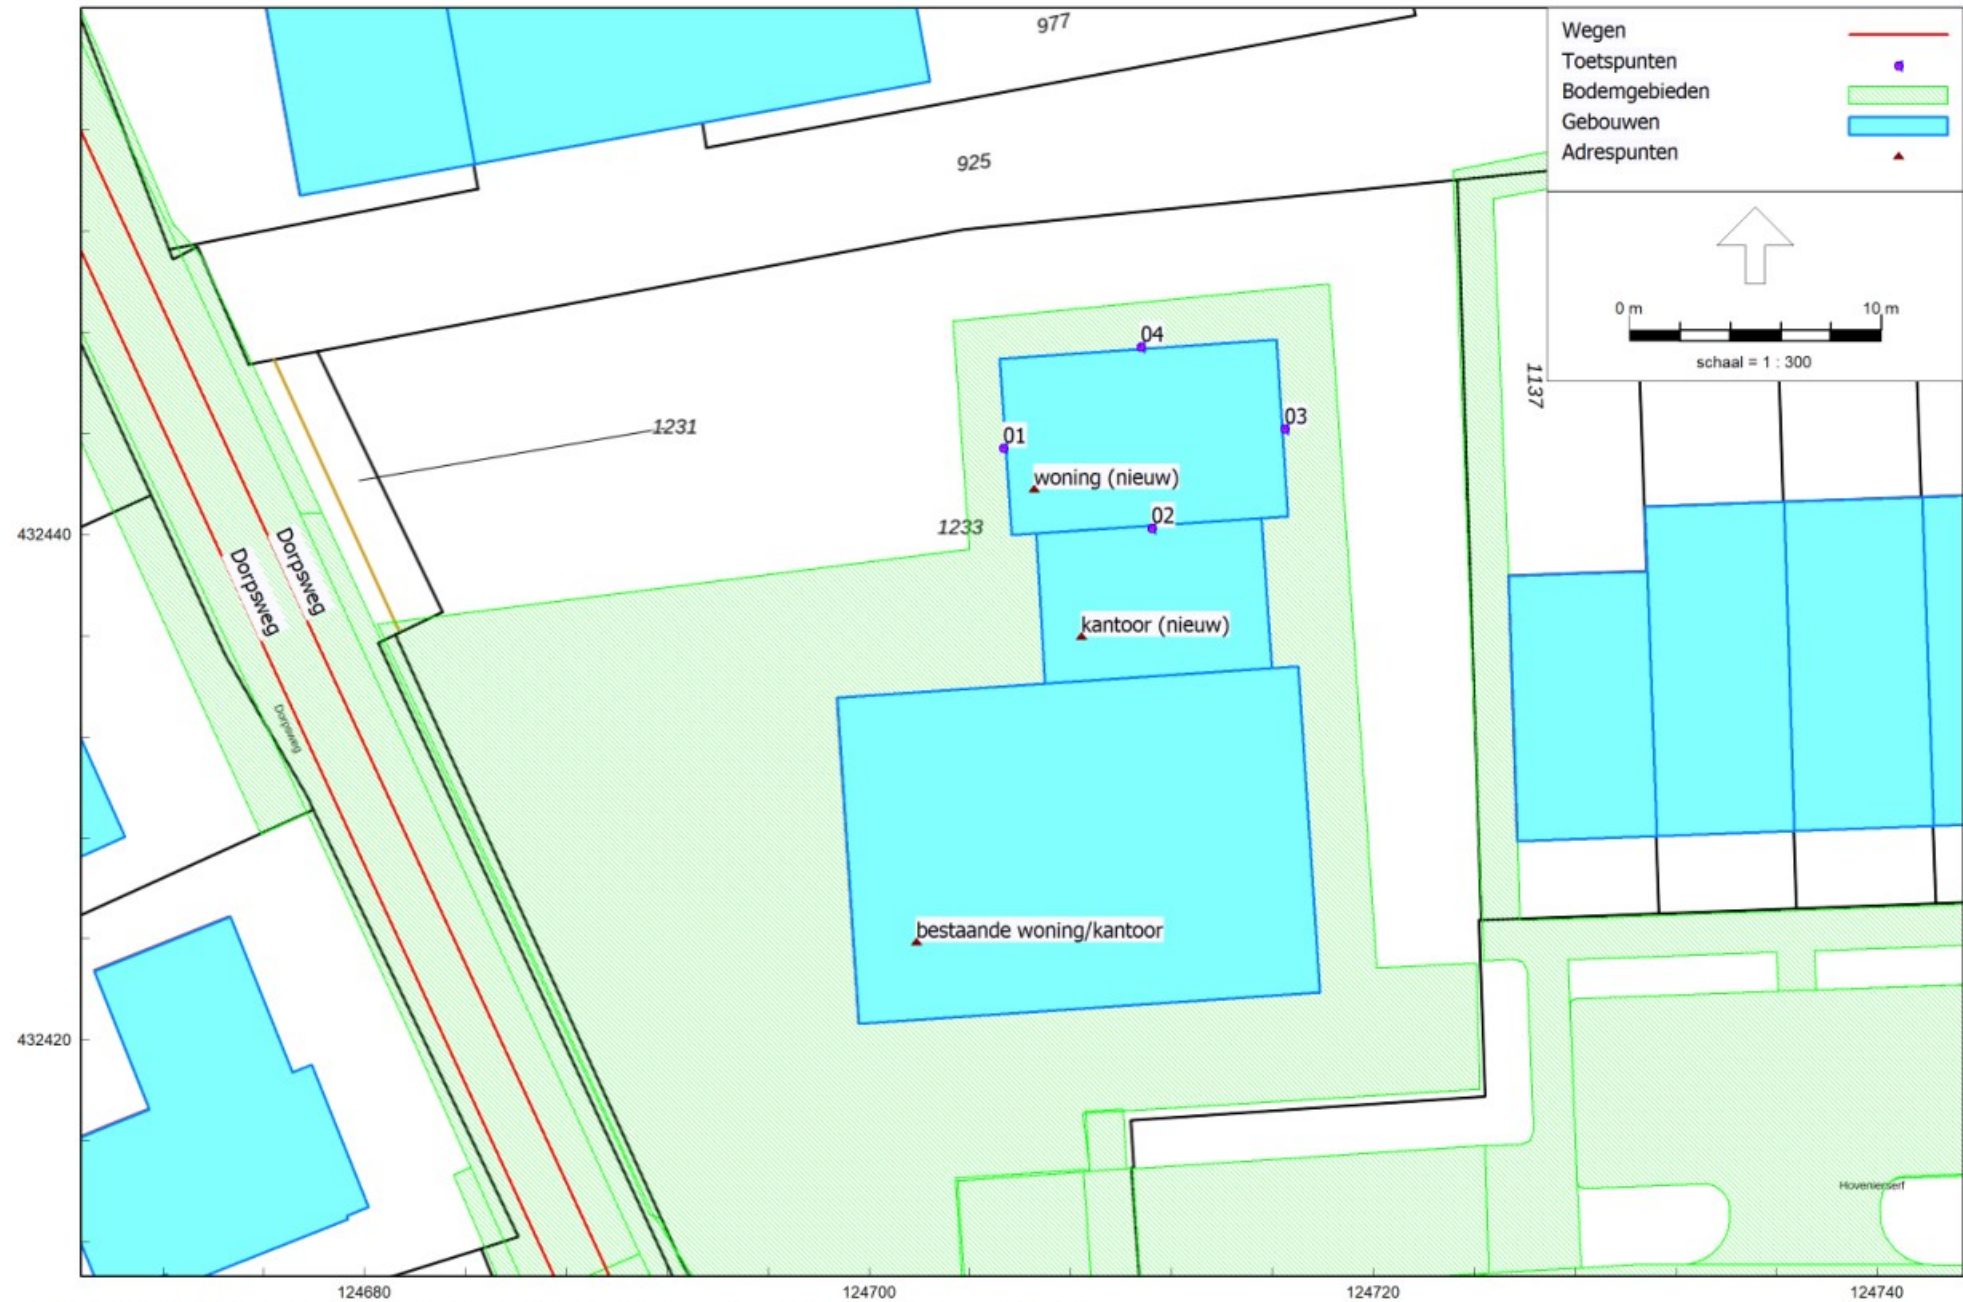 977
Wegen
Toetspunten
Bodemgebieden
Gebouwen
Adrespunten
925
0 m
10 m
schaal = 1 : 300
04
1137
03
1231
01
woning (nieuw)
02
1233
432440
Dorpsweg
Dorpsweg
kantoor (nieuw)
Dorpsweg
bestaande woning/kantoor
432420
Hovenierserf
124680
124700
124720
124740